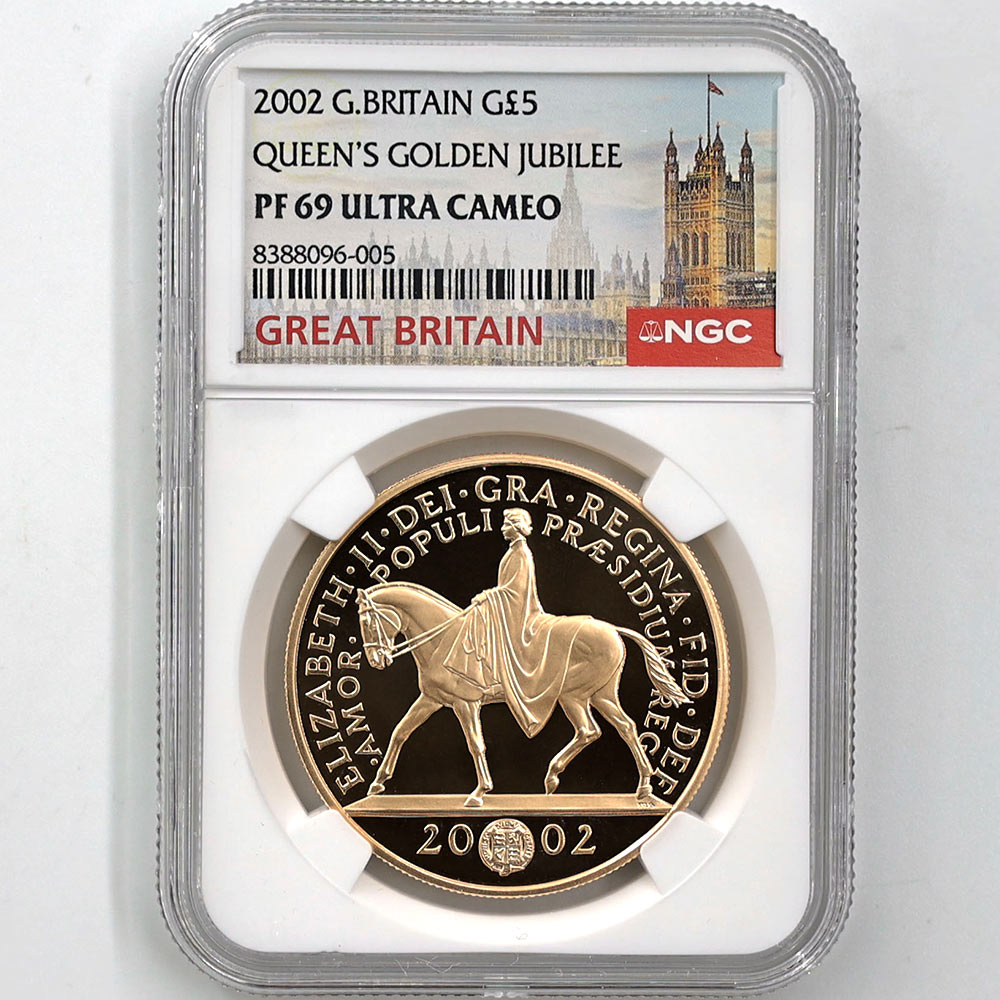 2002 G.BRITAIN G£5
QUEEN'S GOLDEN JUBILEE
PF 69 ULTRA CAMEO
8388096-005
GREAT BRITAIN
NGC
ELIZABETH·II·DEI·GRA·REGINA·FID·DEF
·AMOR·POPULI PRÆSIDIUM·REG·
20 02